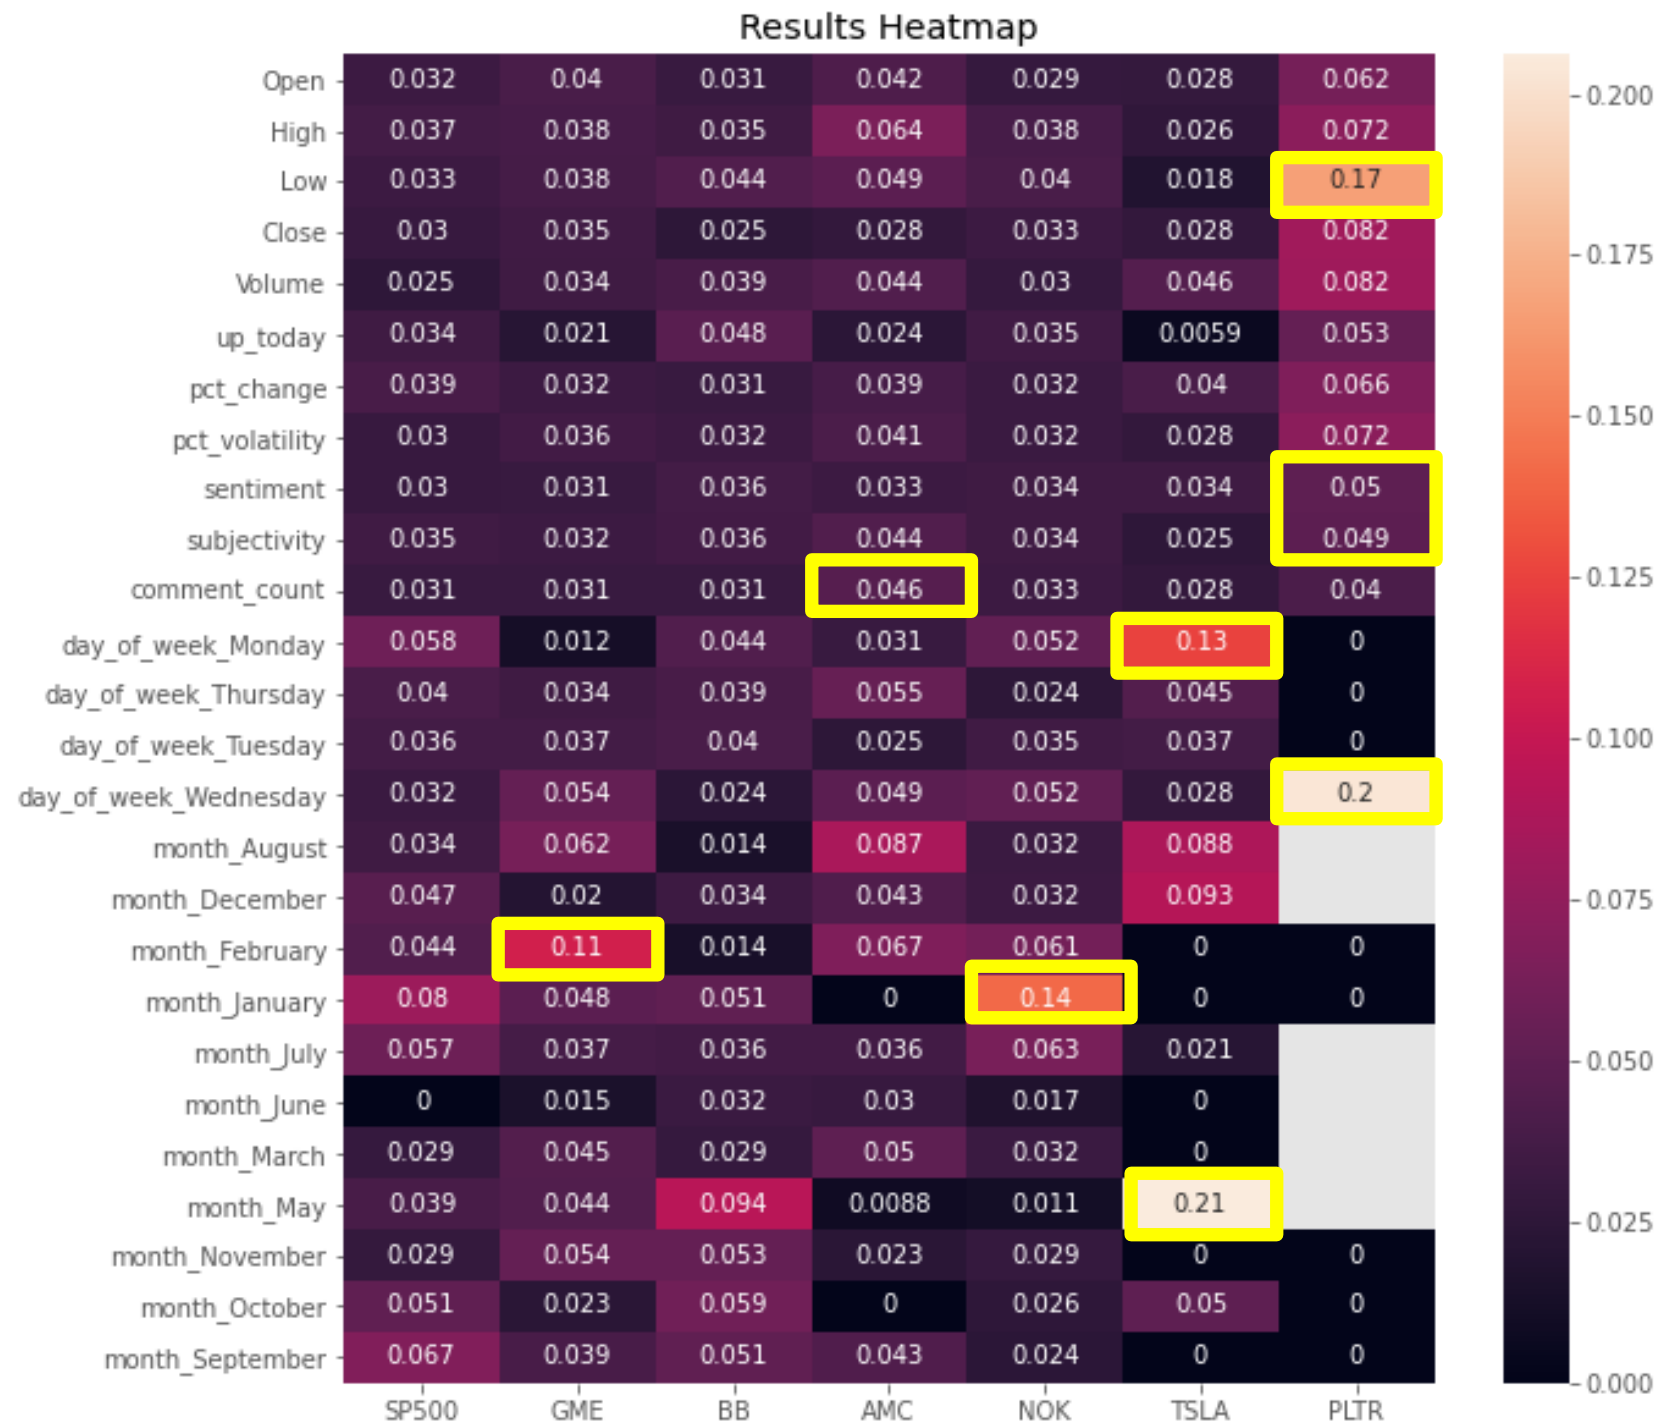 Results Heatmap
Open 0.032 0.04 0.031 0.042 0.029 0.028 0.062
0.200
High 0.037 0.038 0.035 0.064 0.038 0.026 0.072
Low 0.033 0.038 0.044 0.049 0.04 0.018 0.17
Close 0.03 0.035 0.025 0.028 0.033 0.028 0.082
0.175
Volume 0.025 0.034 0.039 0.044 0.03 0.046 0.082
up_today 0.034 0.021 0.048 0.024 0.035 0.0059 0.053
pct_change 0.039 0.032 0.031 0.039 0.032 0.04 0.066
0.150
pct_volatility 0.03 0.036 0.032 0.041 0.032 0.028 0.072
sentiment 0.03 0.031 0.036 0.033 0.034 0.034 0.05
subjectivity 0.035 0.032 0.036 0.044 0.034 0.025 0.049
0.125
comment_count 0.031 0.031 0.031 0.046 0.033 0.028 0.04
day_of_week_Monday 0.058 0.012 0.044 0.031 0.052 0.13 0
day_of_week_Thursday 0.04 0.034 0.039 0.055 0.024 0.045 0
day_of_week_Tuesday 0.036 0.037 0.04 0.025 0.035 0.037 0
0.100
day_of_week_Wednesday 0.032 0.054 0.024 0.049 0.052 0.028 0.2
month_August 0.034 0.062 0.014 0.087 0.032 0.088
month_December 0.047 0.02 0.034 0.043 0.032 0.093
0.075
month_February 0.044 0.11 0.014 0.067 0.061 0 0
month_January 0.08 0.048 0.051 0 0.14 0 0
month_July 0.057 0.037 0.036 0.036 0.063 0.021
0.050
month_June 0 0.015 0.032 0.03 0.017 0
month_March 0.029 0.045 0.029 0.05 0.032 0
month_May 0.039 0.044 0.094 0.0088 0.011 0.21
0.025
month_November 0.029 0.054 0.053 0.023 0.029 0 0
month_October 0.051 0.023 0.059 0 0.026 0.05 0
month_September 0.067 0.039 0.051 0.043 0.024 0 0
0.000
SP500 GME BB AMC NOK TSLA PLTR